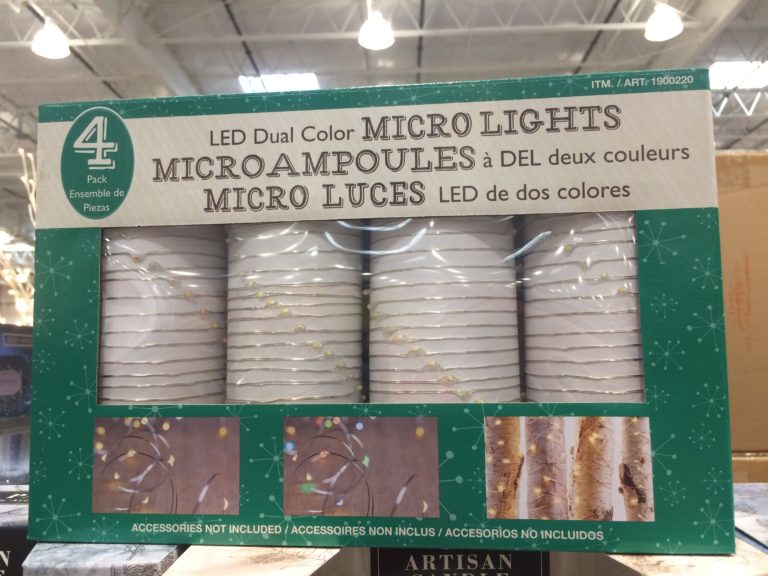 ITM. / ART. 1900220
4
Pack
Ensemble de
Piezas
LED Dual Color MICRO LIGHTS
MICROAMPOULES à DEL deux couleurs
MICRO LUCES LED de dos colores
ACCESSORIES NOT INCLUDED / ACCESSOIRES NON INCLUS / ACCESORIOS NO INCLUIDOS
ARTISAN
CANDLE